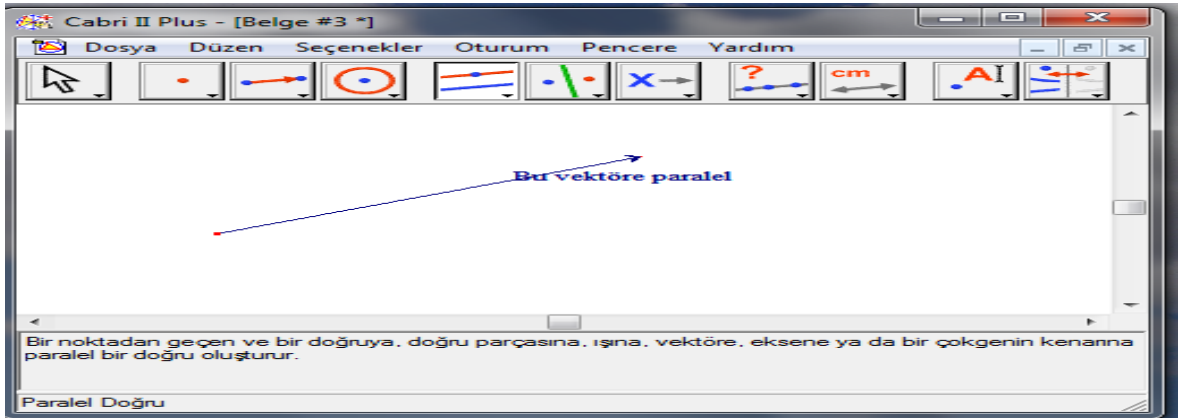 Cabri II Plus - [Belge #3 *]
Dosya Düzen Seçenekler Oturum Pencere Yardım
? cm A
Bu vektöre paralel
Bir noktadan geçen ve bir doğruya, doğru parçasına, ışına, vektöre, eksene ya da bir çokgenin kenarına
paralel bir doğru oluşturur.
Paralel Doğru